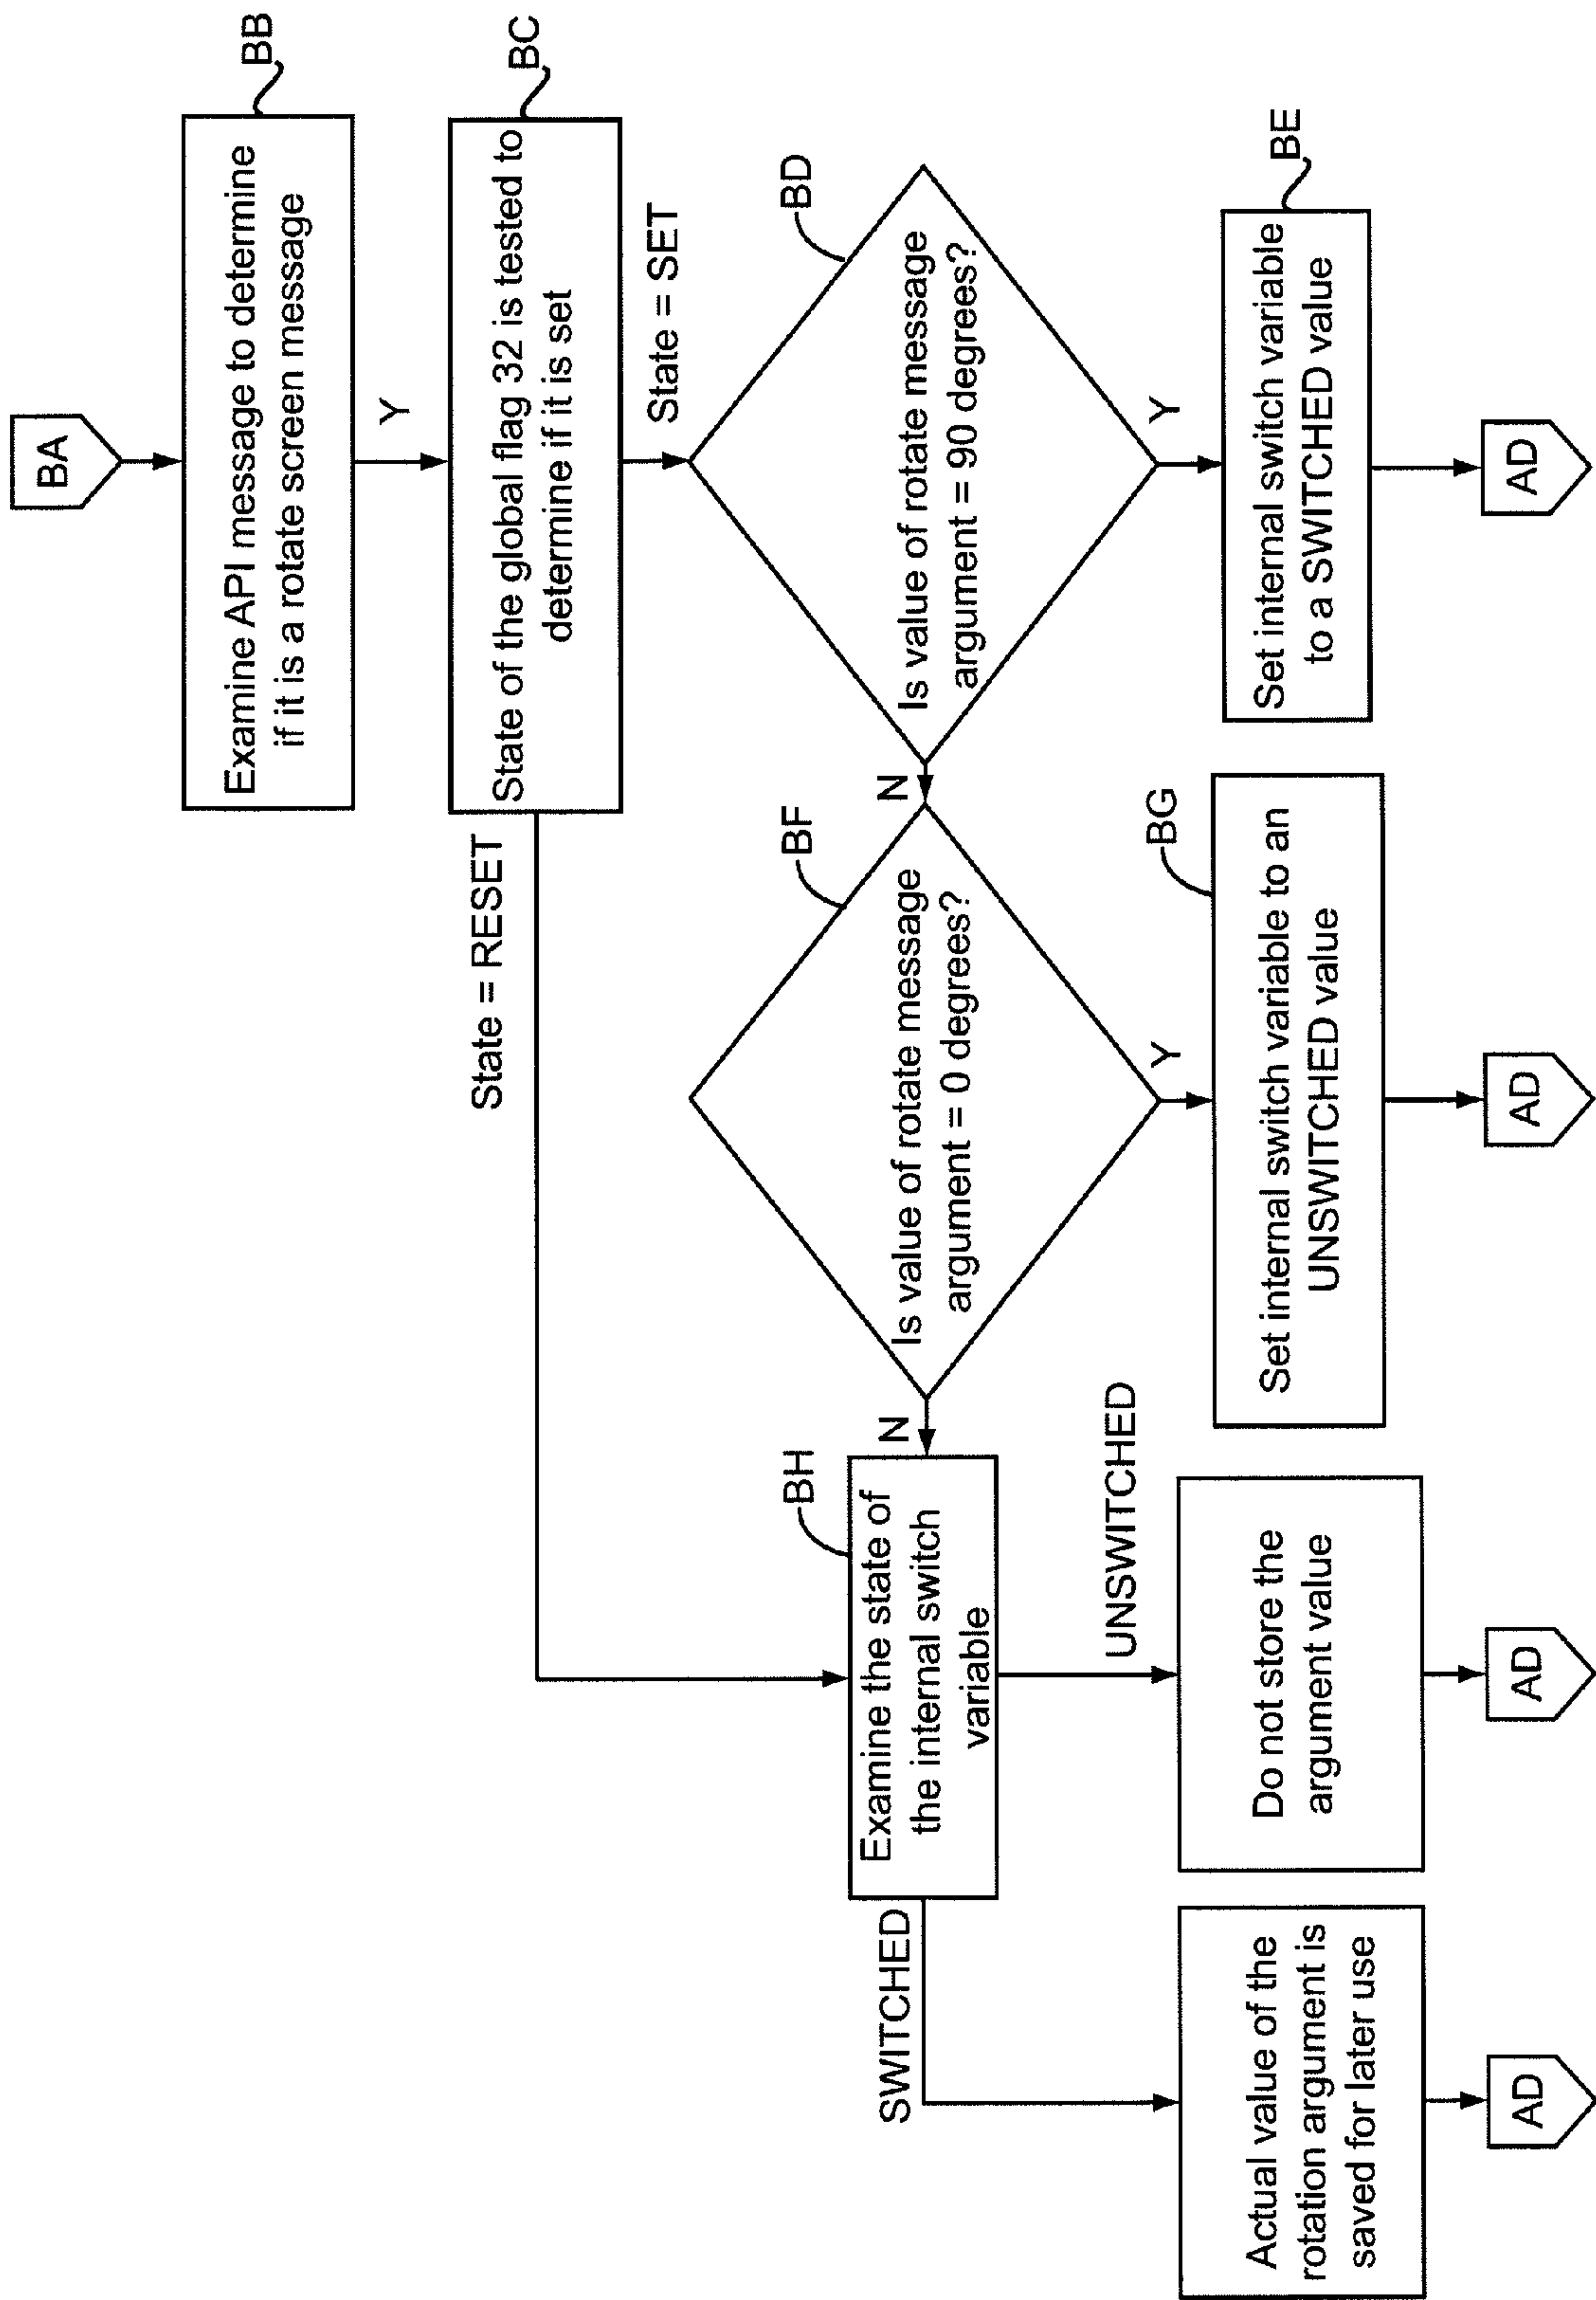 BA
BB
Examine API message to determine
if it is a rotate screen message
Y
BC
State of the global flag 32 is tested to
determine if it is set
State = RESET
State = SET
BD
Is value of rotate message
argument = 90 degrees?
N
Y
BE
Set internal switch variable
to a SWITCHED value
AD
BF
Is value of rotate message
argument = 0 degrees?
N
Y
BG
Set internal switch variable to an
UNSWITCHED value
AD
BH
Examine the state of
the internal switch
variable
UNSWITCHED
Do not store the
argument value
AD
SWITCHED
Actual value of the
rotation argument is
saved for later use
AD